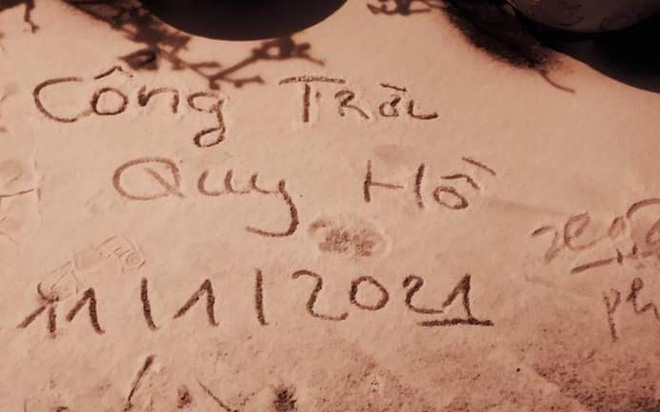 Công Trời
Quy Hồ
11/1/2021